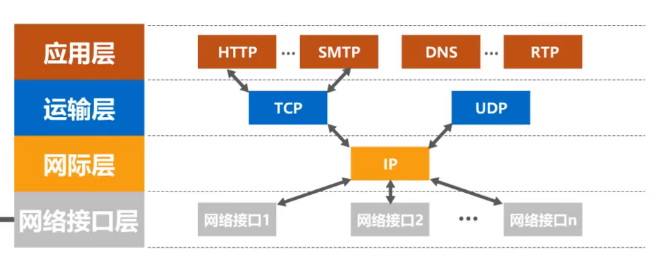 应用层
HTTP ... SMTP DNS ... RTP
运输层
TCP UDP
网际层
IP
网络接口层
网络接口1 网络接口2 ... 网络接口n